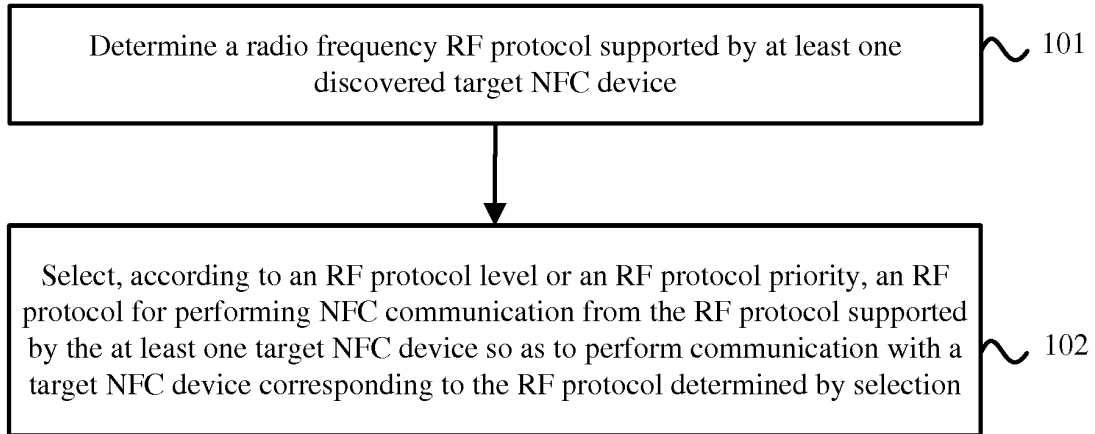 Determine a radio frequency RF protocol supported by at least one
discovered target NFC device
101
Select, according to an RF protocol level or an RF protocol priority, an RF
protocol for performing NFC communication from the RF protocol supported
by the at least one target NFC device so as to perform communication with a
target NFC device corresponding to the RF protocol determined by selection
102